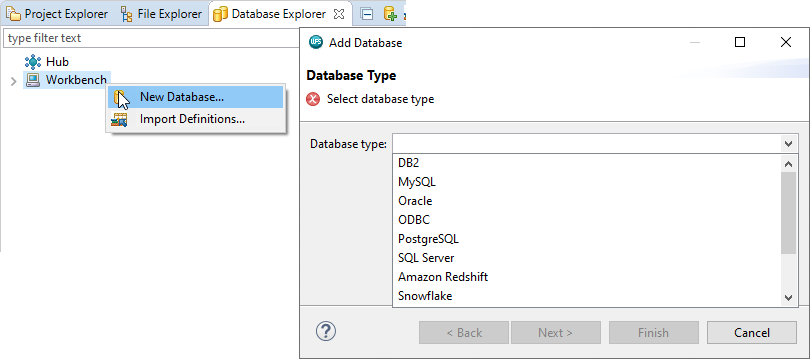 Project Explorer File Explorer Database Explorer
type filter text
Hub
Workbench
New Database...
Import Definitions...
UFS Add Database
Database Type
Select database type
Database type:
DB2
MySQL
Oracle
ODBC
PostgreSQL
SQL Server
Amazon Redshift
Snowflake
? < Back Next > Finish Cancel